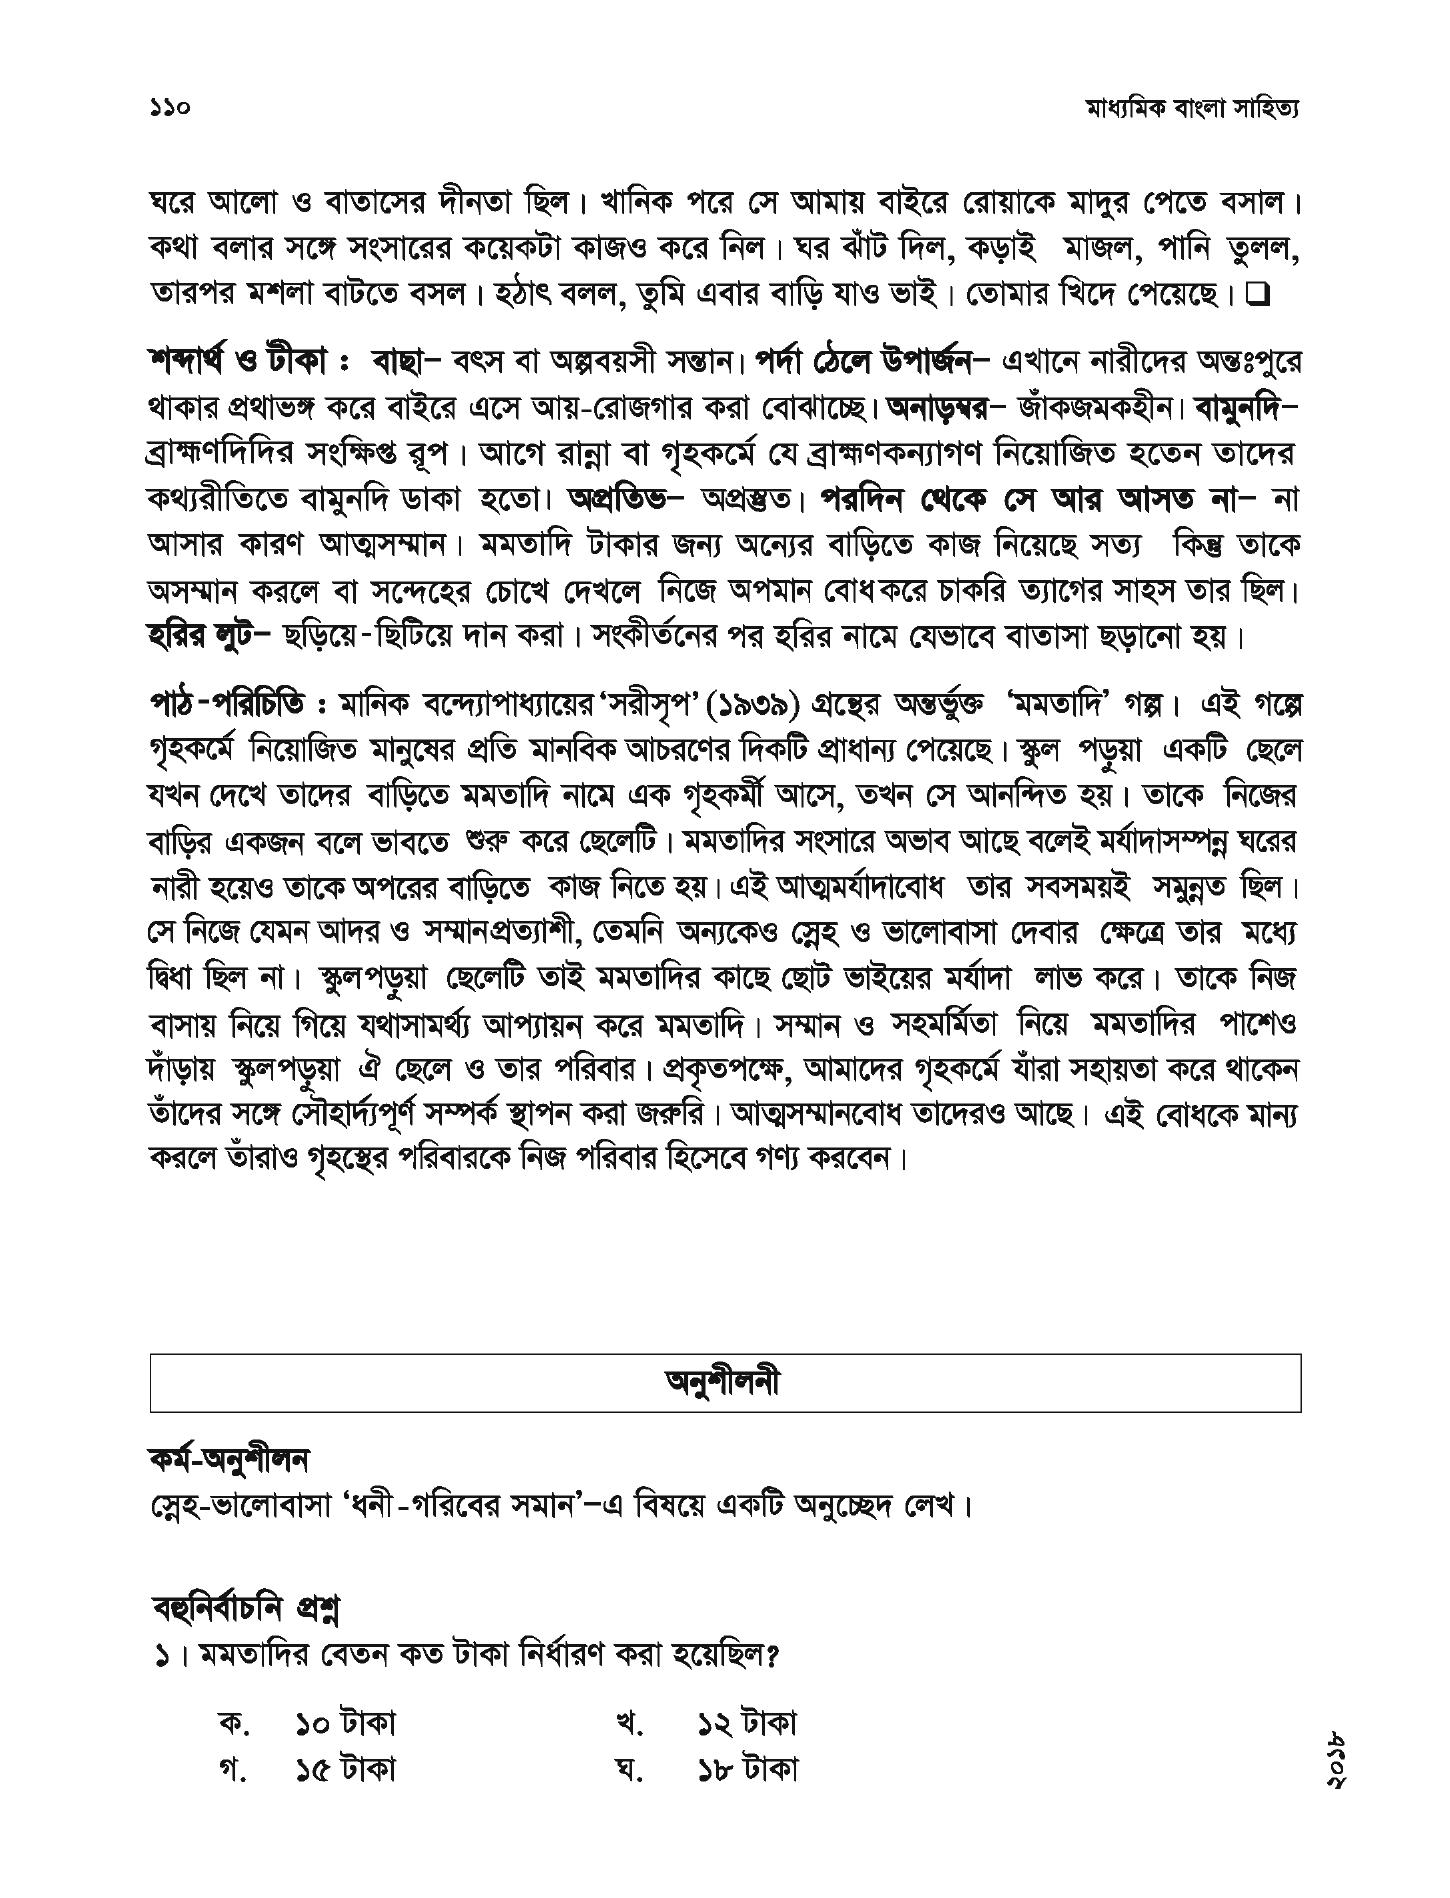 ১১০
মাধ্যমিক বাংলা সাহিত্য
ঘরে আলো ও বাতাসের দীনতা ছিল। খানিক পরে সে আমায় বাইরে রোয়াকে মাদুর পেতে বসাল।
কথা বলার সঙ্গে সংসারের কয়েকটা কাজও করে নিল। ঘর ঝাঁট দিল, কড়াই মাজল, পানি তুলল,
তারপর মশলা বাটতে বসল। হঠাৎ বলল, তুমি এবার বাড়ি যাও ভাই। তোমার খিদে পেয়েছে। ❑
শব্দার্থ ও টীকা : বাছা– বৎস বা অল্পবয়সী সন্তান। পর্দা ঠেলে উপার্জন– এখানে নারীদের অন্তঃপুরে
থাকার প্রথাভঙ্গ করে বাইরে এসে আয়-রোজগার করা বোঝাচ্ছে। অনাড়ম্বর– জাঁকজমকহীন। বামুনদি–
ব্রাহ্মণদিদির সংক্ষিপ্ত রূপ। আগে রান্না বা গৃহকর্মে যে ব্রাহ্মণকন্যাগণ নিয়োজিত হতেন তাদের
কথ্যরীতিতে বামুনদি ডাকা হতো। অপ্রতিভ– অপ্রস্তুত। পরদিন থেকে সে আর আসত না– না
আসার কারণ আত্মসম্মান। মমতাদি টাকার জন্য অন্যের বাড়িতে কাজ নিয়েছে সত্য কিন্তু তাকে
অসম্মান করলে বা সন্দেহের চোখে দেখলে নিজে অপমান বোধ করে চাকরি ত্যাগের সাহস তার ছিল।
হরির লুট– ছড়িয়ে-ছিটিয়ে দান করা। সংকীর্তনের পর হরির নামে যেভাবে বাতাসা ছড়ানো হয়।
পাঠ-পরিচিতি : মানিক বন্দ্যোপাধ্যায়ের ‘সরীসৃপ’ (১৯৩৯) গ্রন্থের অন্তর্ভুক্ত ‘মমতাদি’ গল্প। এই গল্পে
গৃহকর্মে নিয়োজিত মানুষের প্রতি মানবিক আচরণের দিকটি প্রাধান্য পেয়েছে। স্কুল পড়ুয়া একটি ছেলে
যখন দেখে তাদের বাড়িতে মমতাদি নামে এক গৃহকর্মী আসে, তখন সে আনন্দিত হয়। তাকে নিজের
বাড়ির একজন বলে ভাবতে শুরু করে ছেলেটি। মমতাদির সংসারে অভাব আছে বলেই মর্যাদাসম্পন্ন ঘরের
নারী হয়েও তাকে অপরের বাড়িতে কাজ নিতে হয়। এই আত্মমর্যাদাবোধ তার সবসময়ই সমুন্নত ছিল।
সে নিজে যেমন আদর ও সম্মানপ্রত্যাশী, তেমনি অন্যকেও স্নেহ ও ভালোবাসা দেবার ক্ষেত্রে তার মধ্যে
দ্বিধা ছিল না। স্কুলপড়ুয়া ছেলেটি তাই মমতাদির কাছে ছোট ভাইয়ের মর্যাদা লাভ করে। তাকে নিজ
বাসায় নিয়ে গিয়ে যথাসামর্থ্য আপ্যায়ন করে মমতাদি। সম্মান ও সহমর্মিতা নিয়ে মমতাদির পাশেও
দাঁড়ায় স্কুলপড়ুয়া ঐ ছেলে ও তার পরিবার। প্রকৃতপক্ষে, আমাদের গৃহকর্মে যাঁরা সহায়তা করে থাকেন
তাঁদের সঙ্গে সৌহার্দ্যপূর্ণ সম্পর্ক স্থাপন করা জরুরি। আত্মসম্মানবোধ তাদেরও আছে। এই বোধকে মান্য
করলে তাঁরাও গৃহস্থের পরিবারকে নিজ পরিবার হিসেবে গণ্য করবেন।
অনুশীলনী
কর্ম-অনুশীলন
স্নেহ-ভালোবাসা ‘ধনী-গরিবের সমান’–এ বিষয়ে একটি অনুচ্ছেদ লেখ।
বহুনির্বাচনি প্রশ্ন
১। মমতাদির বেতন কত টাকা নির্ধারণ করা হয়েছিল?
ক. ১০ টাকা খ. ১২ টাকা
গ. ১৫ টাকা ঘ. ১৮ টাকা
২০১৮